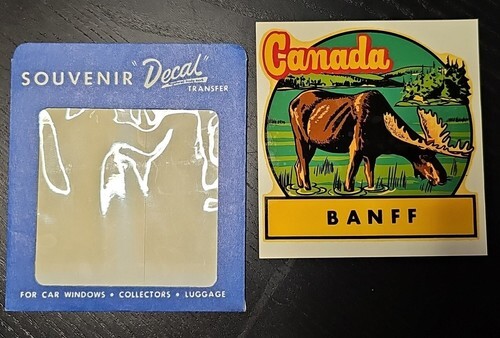 SOUVENIR "Decal"
TRANSFER
FOR CAR WINDOWS • COLLECTORS • LUGGAGE
Canada
BANFF